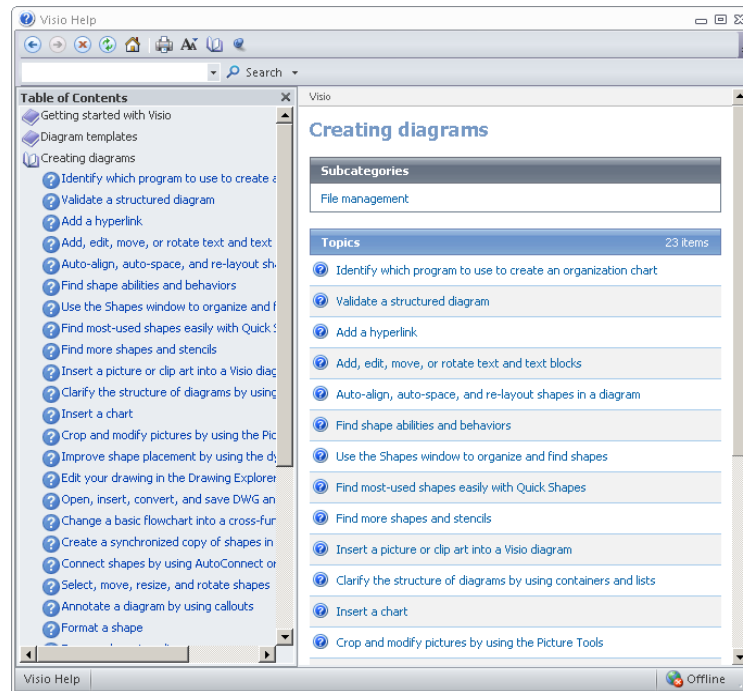 Visio Help
Search
Table of Contents
Getting started with Visio
Diagram templates
Creating diagrams
Identify which program to use to create a
Validate a structured diagram
Add a hyperlink
Add, edit, move, or rotate text and text
Auto-align, auto-space, and re-layout sh
Find shape abilities and behaviors
Use the Shapes window to organize and f
Find most-used shapes easily with Quick S
Find more shapes and stencils
Insert a picture or clip art into a Visio diag
Clarify the structure of diagrams by using
Insert a chart
Crop and modify pictures by using the Pic
Improve shape placement by using the dy
Edit your drawing in the Drawing Explorer
Open, insert, convert, and save DWG an
Change a basic flowchart into a cross-fun
Create a synchronized copy of shapes in
Connect shapes by using AutoConnect or
Select, move, resize, and rotate shapes
Annotate a diagram by using callouts
Format a shape
Visio
Creating diagrams
Subcategories
File management
Topics 23 items
Identify which program to use to create an organization chart
Validate a structured diagram
Add a hyperlink
Add, edit, move, or rotate text and text blocks
Auto-align, auto-space, and re-layout shapes in a diagram
Find shape abilities and behaviors
Use the Shapes window to organize and find shapes
Find most-used shapes easily with Quick Shapes
Find more shapes and stencils
Insert a picture or clip art into a Visio diagram
Clarify the structure of diagrams by using containers and lists
Insert a chart
Crop and modify pictures by using the Picture Tools
Visio Help
Offline